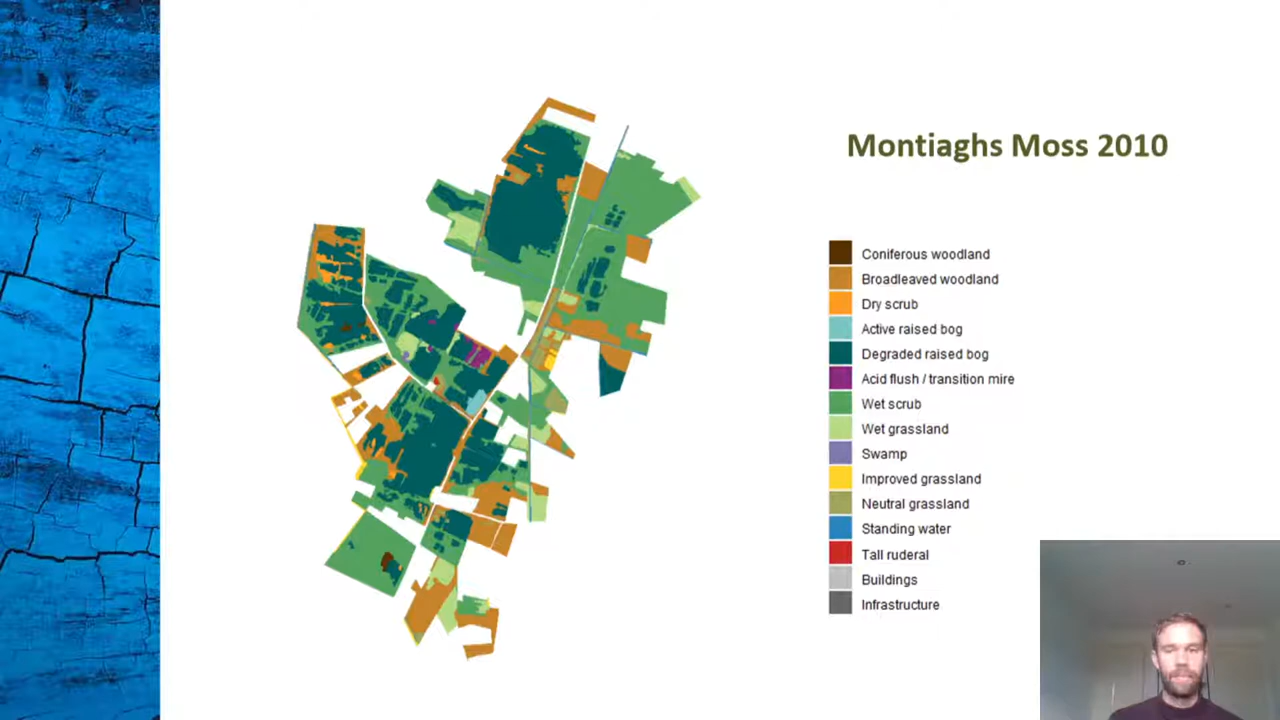 Montiaghs Moss 2010
Coniferous woodland
Broadleaved woodland
Dry scrub
Active raised bog
Degraded raised bog
Acid flush / transition mire
Wet scrub
Wet grassland
Swamp
Improved grassland
Neutral grassland
Standing water
Tall ruderal
Buildings
Infrastructure